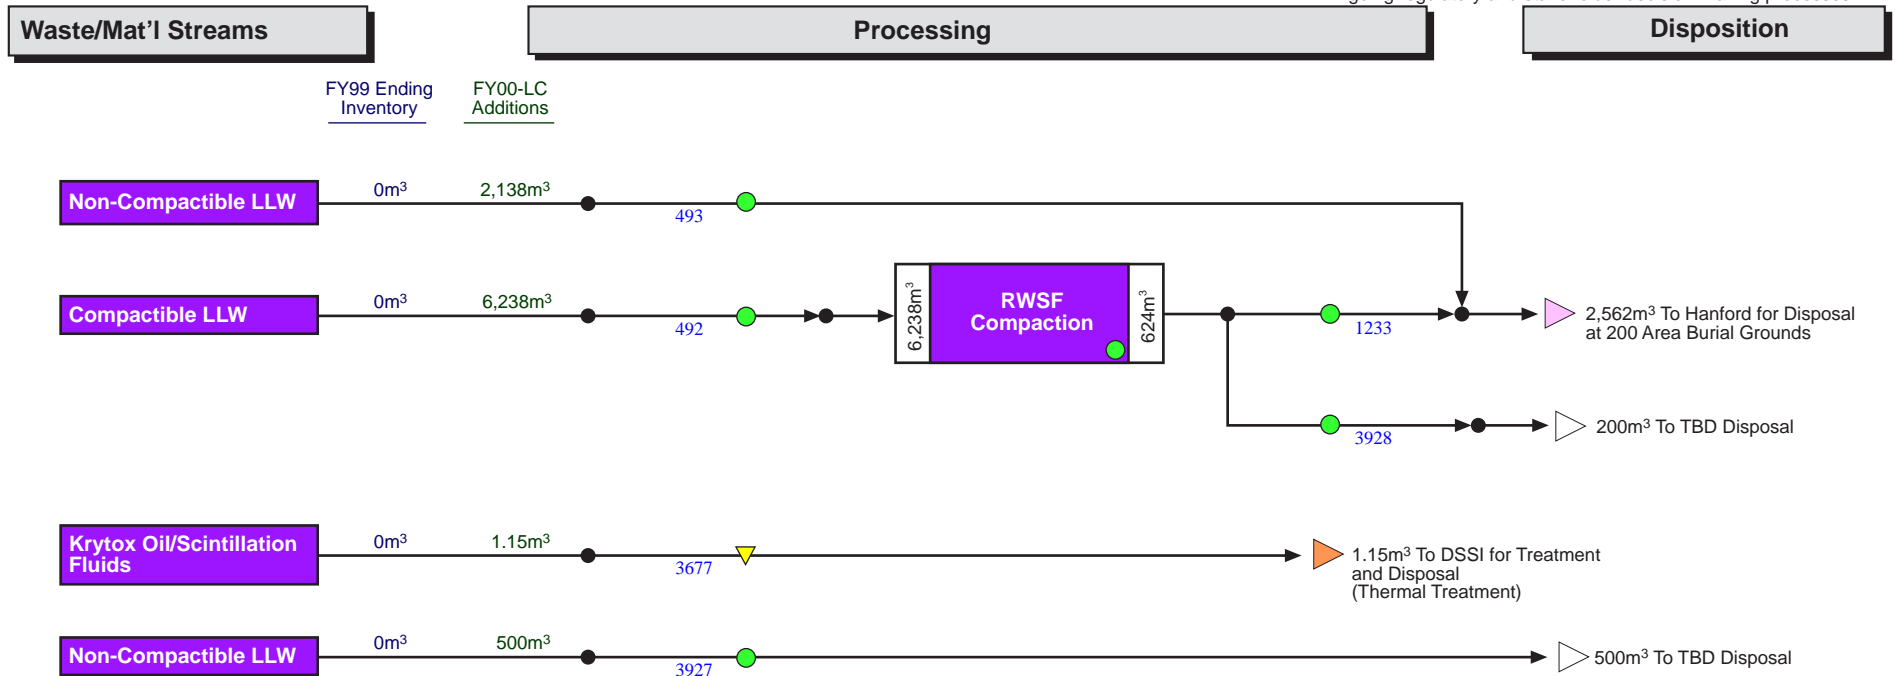 Waste/Mat'l Streams
Processing
Disposition
FY99 Ending
Inventory
FY00-LC
Additions
Non-Compactible LLW
0m³
2,138m³
493
Compactible LLW
0m³
6,238m³
492
6,238m³
RWSF
Compaction
624m³
1233
2,562m³ To Hanford for Disposal
at 200 Area Burial Grounds
3928
200m³ To TBD Disposal
Krytox Oil/Scintillation
Fluids
0m³
1.15m³
3677
1.15m³ To DSSI for Treatment
and Disposal
(Thermal Treatment)
Non-Compactible LLW
0m³
500m³
3927
500m³ To TBD Disposal